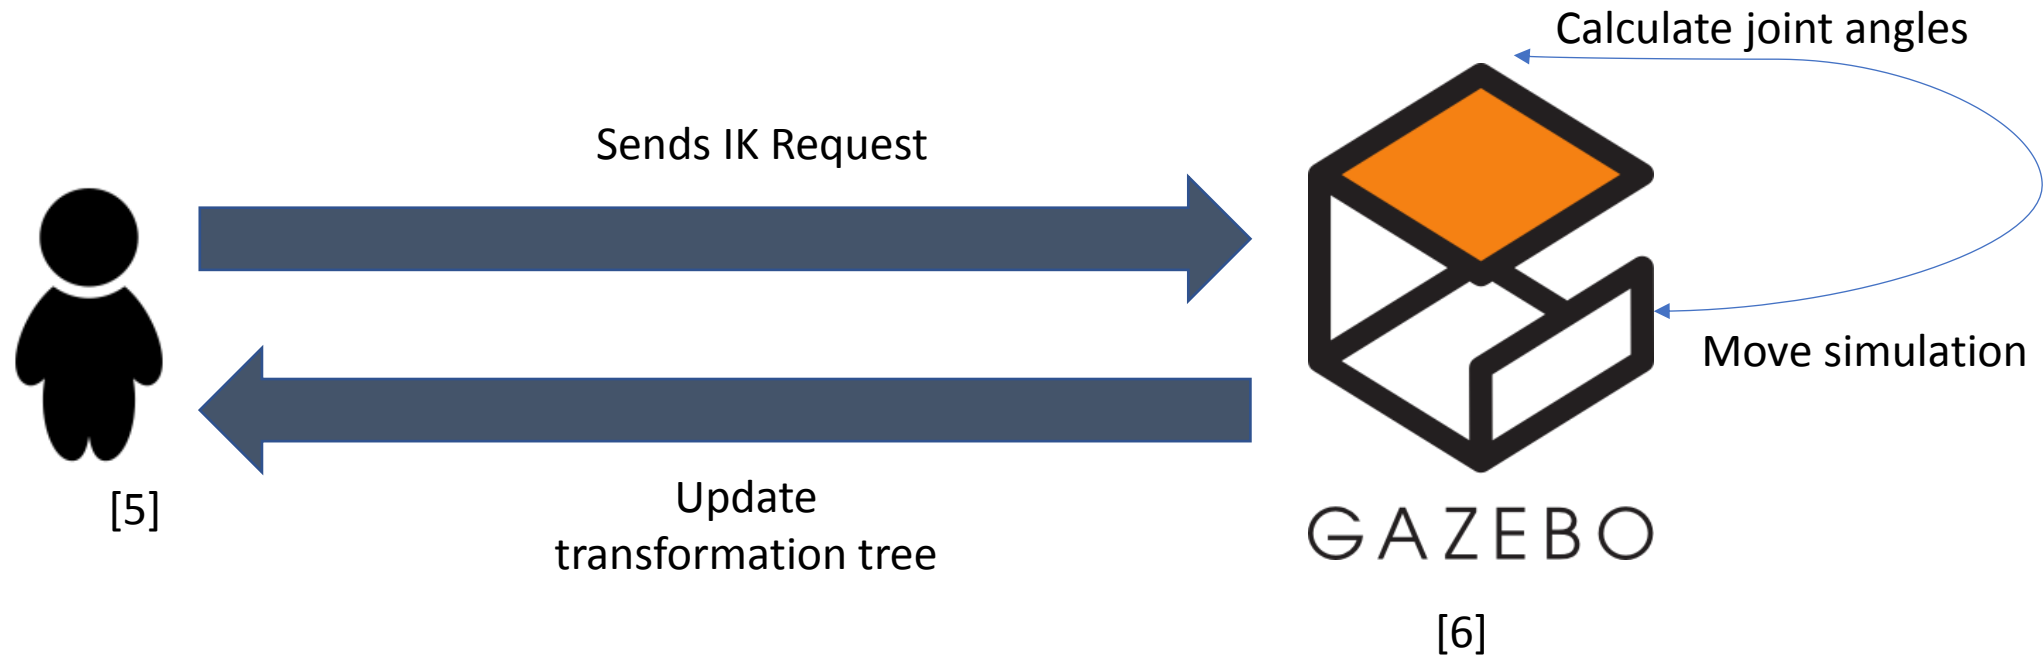 Calculate joint angles
Sends IK Request
Move simulation
[5]
Update
transformation tree
GAZEBO
[6]